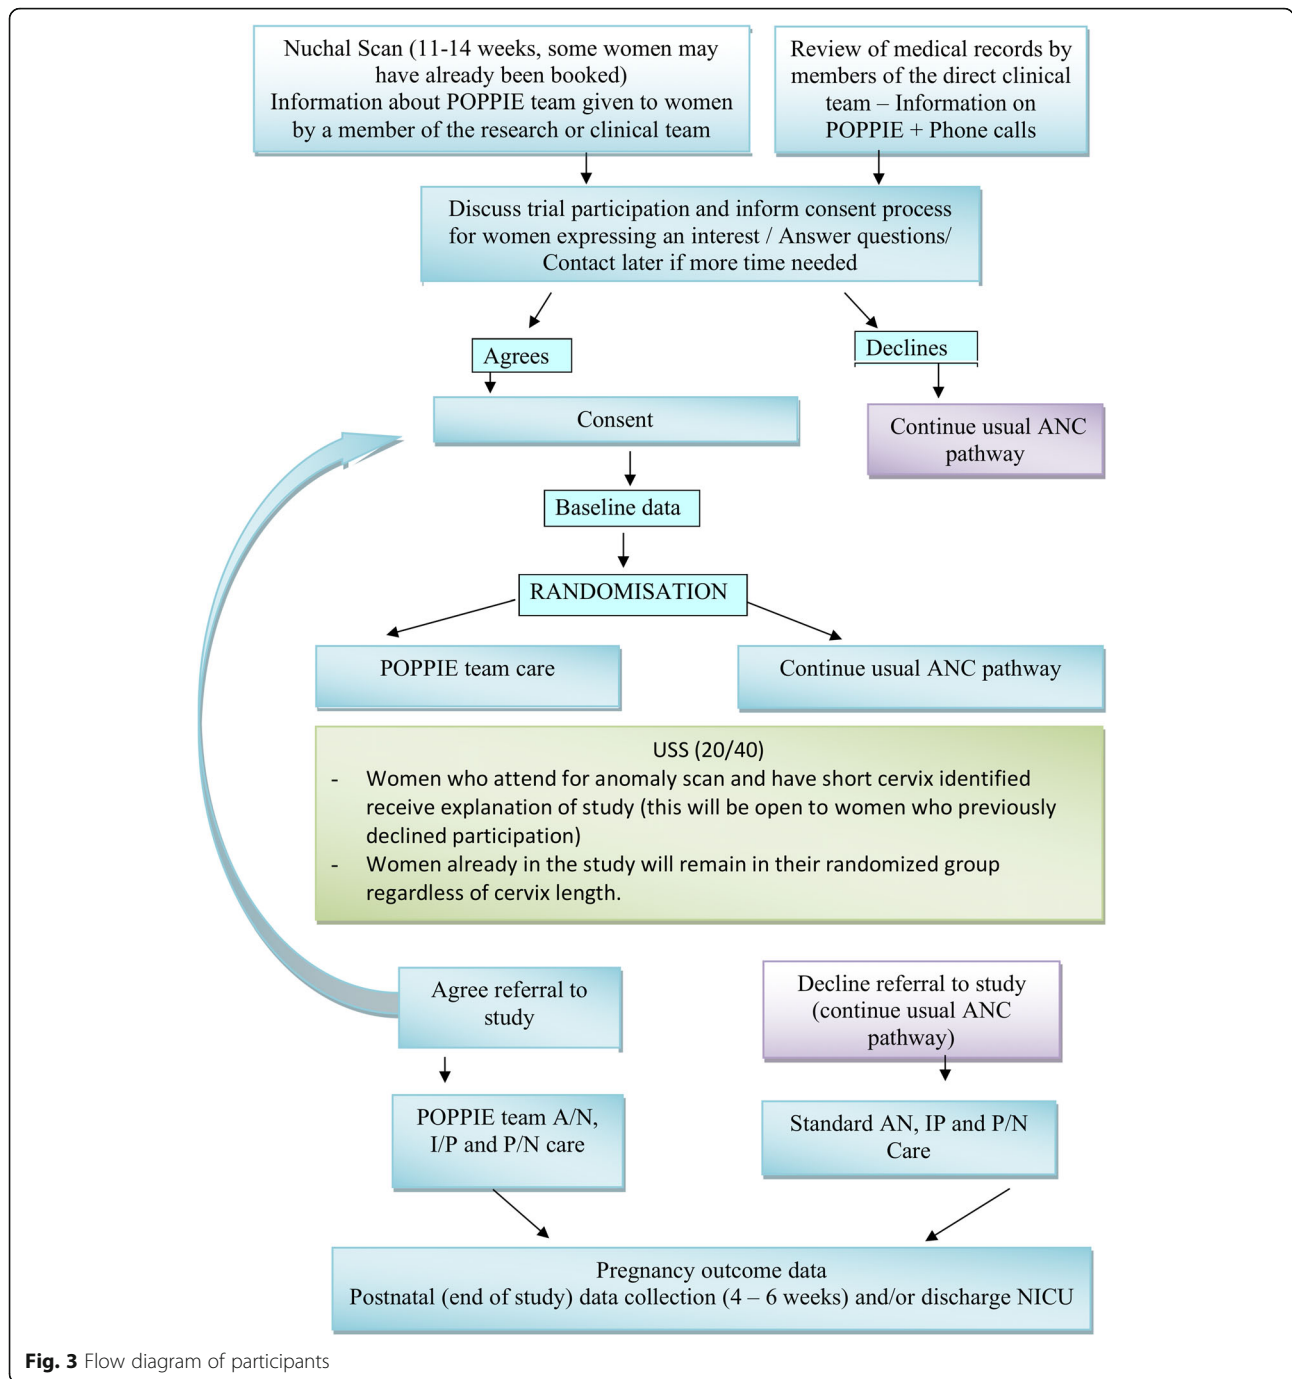 Nuchal Scan (11-14 weeks, some women may
have already been booked)
Information about POPPIE team given to women
by a member of the research or clinical team
Review of medical records by
members of the direct clinical
team – Information on
POPPIE + Phone calls
Discuss trial participation and inform consent process
for women expressing an interest / Answer questions/
Contact later if more time needed
Agrees
Declines
Consent
Continue usual ANC
pathway
Baseline data
RANDOMISATION
POPPIE team care
Continue usual ANC pathway
USS (20/40)
- Women who attend for anomaly scan and have short cervix identified
receive explanation of study (this will be open to women who previously
declined participation)
- Women already in the study will remain in their randomized group
regardless of cervix length.
Agree referral to
study
Decline referral to study
(continue usual ANC
pathway)
POPPIE team A/N,
I/P and P/N care
Standard AN, IP and P/N
Care
Pregnancy outcome data
Postnatal (end of study) data collection (4 – 6 weeks) and/or discharge NICU
Fig. 3 Flow diagram of participants